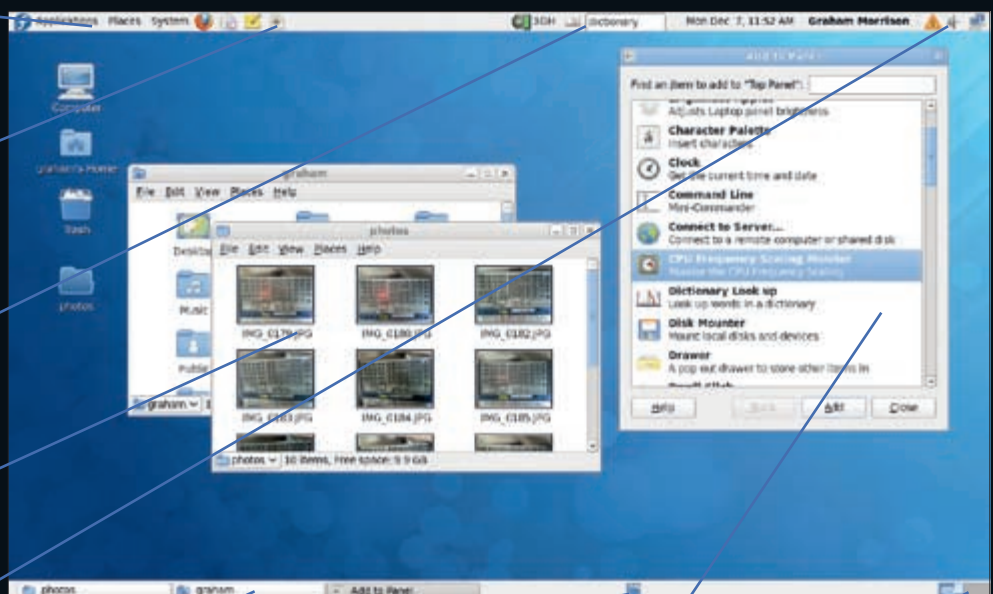 Applications Places System
dictionary
Mon Dec 7, 11:52 AM Graham Morrison
Computer
graham's Home
Trash
photos
graham
File Edit View Places Help
Desktop
Music
Public
graham
photos
File Edit View Places Help
IMG_0179.JPG IMG_0180.JPG IMG_0182.JPG
IMG_0183.JPG IMG_0184.JPG IMG_0185.JPG
photos 10 items, Free space: 9.9 GB
Add to Panel
Find an item to add to "Top Panel":
Adjusts Laptop panel brightness
Character Palette
Insert characters
Clock
Get the current time and date
Command Line
Mini-Commander
Connect to Server...
Connect to a remote computer or shared disk
CPU Frequency Scaling Monitor
Monitor the CPU Frequency Scaling
Dictionary Look up
Look up words in a dictionary
Disk Mounter
Mount local disks and devices
Drawer
A pop out drawer to store other items in
Help Back Add Close
photos graham Add to Panel